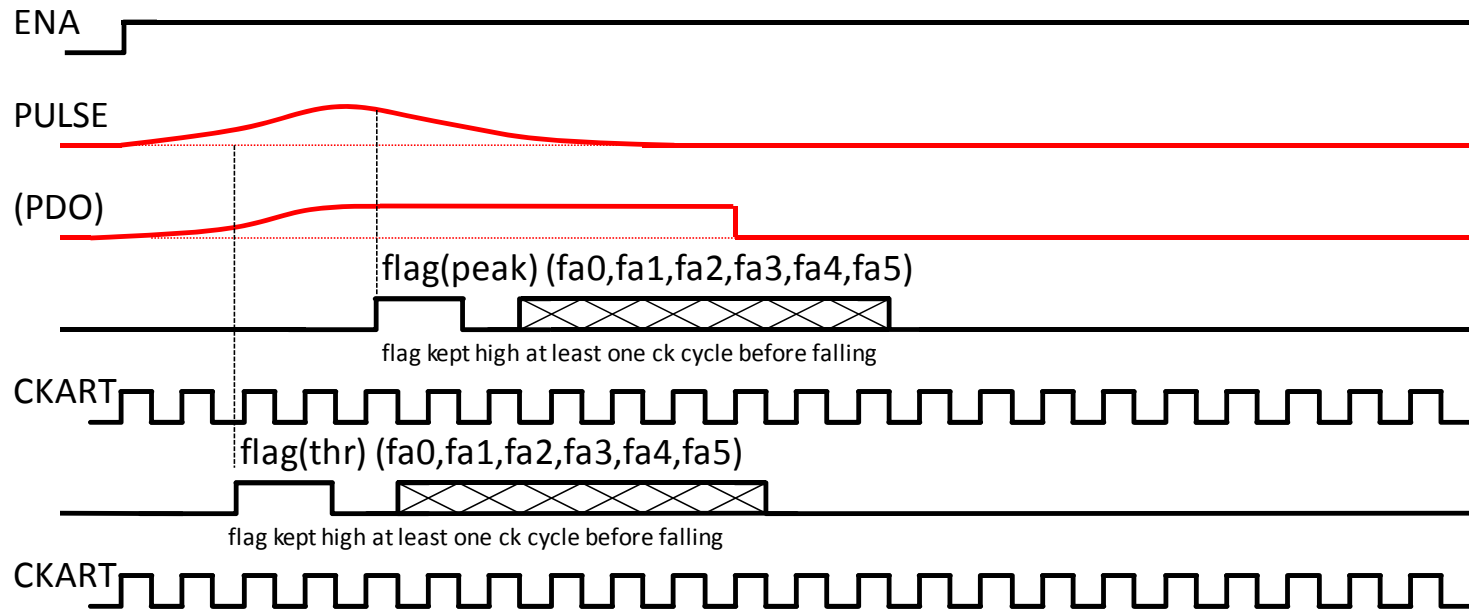 ENA
PULSE
(PDO)
flag(peak) (fa0,fa1,fa2,fa3,fa4,fa5)
flag kept high at least one ck cycle before falling
CKART
flag(thr) (fa0,fa1,fa2,fa3,fa4,fa5)
flag kept high at least one ck cycle before falling
CKART